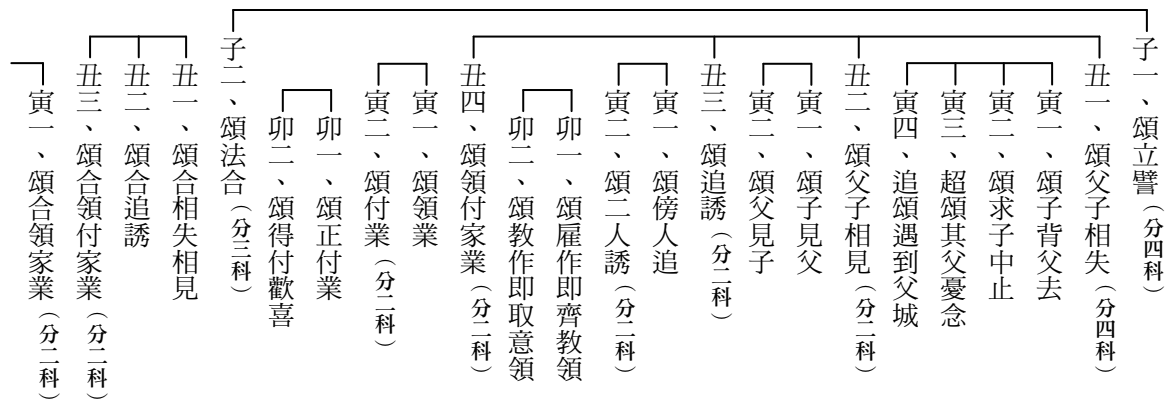 子一、頌立譬（分四科）
丑一、頌父子相失（分四科）
寅一、頌子背父去
寅二、頌求子中止
寅三、超頌其父憂念
寅四、追頌遇到父城
丑二、頌父子相見（分二科）
寅一、頌子見父
寅二、頌父見子
丑三、頌追誘（分二科）
寅一、頌傍人追
寅二、頌二人誘（分二科）
卯一、頌雇作即齊教領
卯二、頌教作即取意領
丑四、頌領付家業（分二科）
寅一、頌領業
寅二、頌付業（分二科）
卯一、頌正付業
卯二、頌得付歡喜
子二、頌法合（分三科）
丑一、頌合相失相見
丑二、頌合追誘
丑三、頌合領付家業（分二科）
寅一、頌合領家業（分二科）